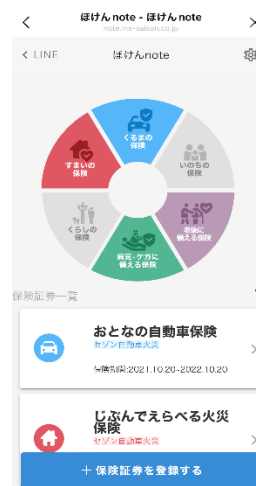 ほけん note - ほけん note
note.ins-saison.co.jp
LINE
ほけんnote
くるまの
保険
すまいの
保険
いのちの
保険
くらしの
保険
老後に
備える保険
病気・ケガに
備える保険
保険証券一覧
おとなの自動車保険
セゾン自動車火災
保険期間:2021.10.20-2022.10.20
じぶんでえらべる火災
保険
セゾン自動車火災
＋保険証券を登録する